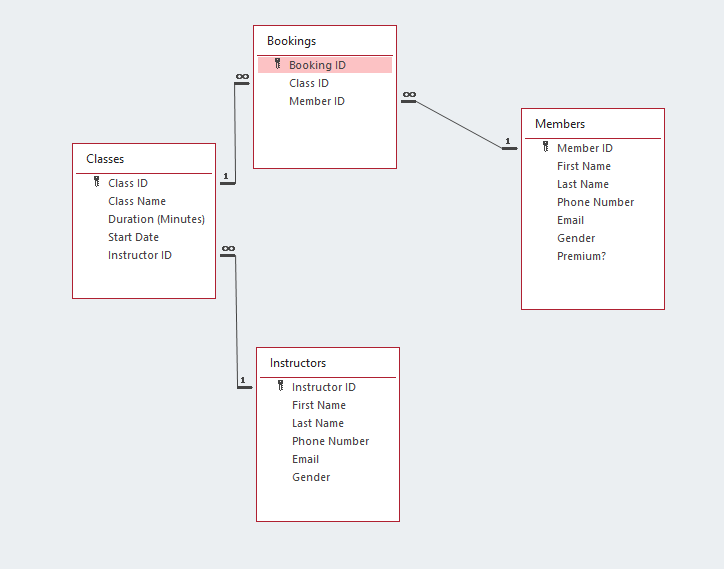 Bookings
Booking ID
Class ID
Member ID
∞
∞
1
Members
Member ID
First Name
Last Name
Phone Number
Email
Gender
Premium?
Classes
Class ID
Class Name
Duration (Minutes)
Start Date
Instructor ID
1
∞
1
Instructors
Instructor ID
First Name
Last Name
Phone Number
Email
Gender